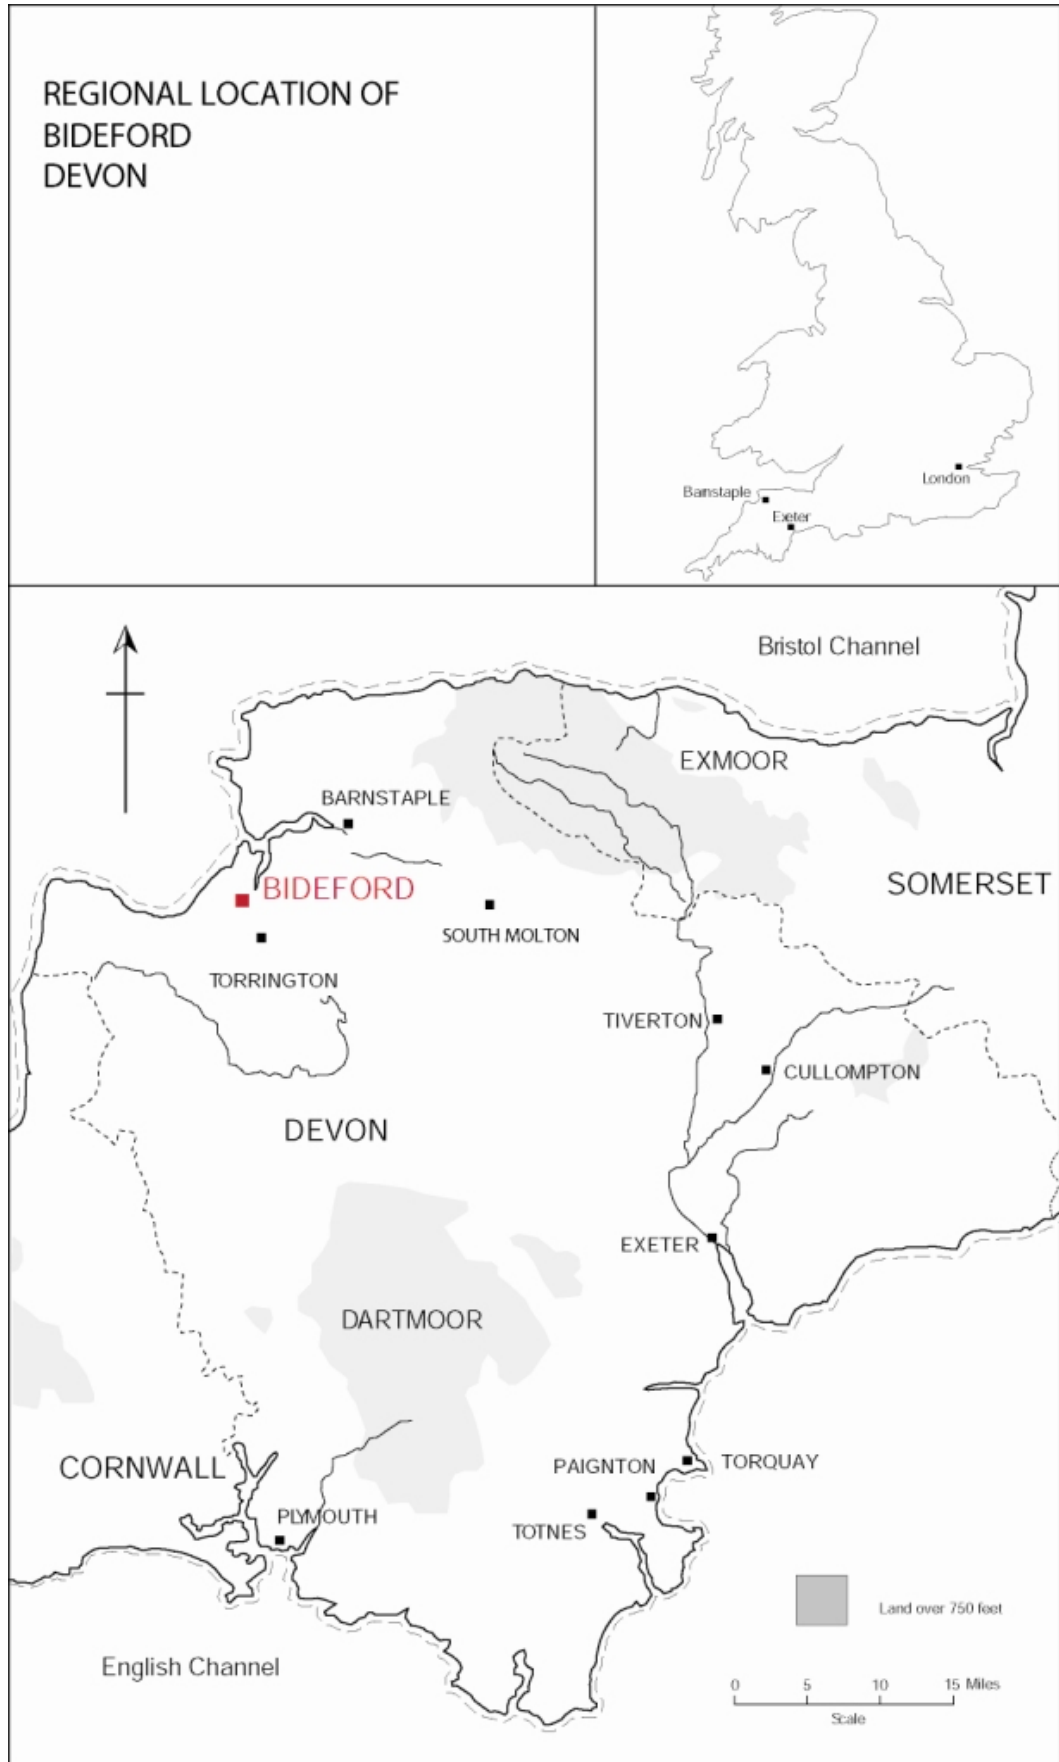 REGIONAL LOCATION OF
BIDEFORD
DEVON
London
Barnstaple
Exeter
Bristol Channel
EXMOOR
BARNSTAPLE
SOMERSET
BIDEFORD
SOUTH MOLTON
TORRINGTON
TIVERTON
CULLOMPTON
DEVON
EXETER
DARTMOOR
CORNWALL
PAIGNTON
TORQUAY
PLYMOUTH
TOTNES
Land over 750 feet
English Channel
0 5 10 15 Miles
Scale